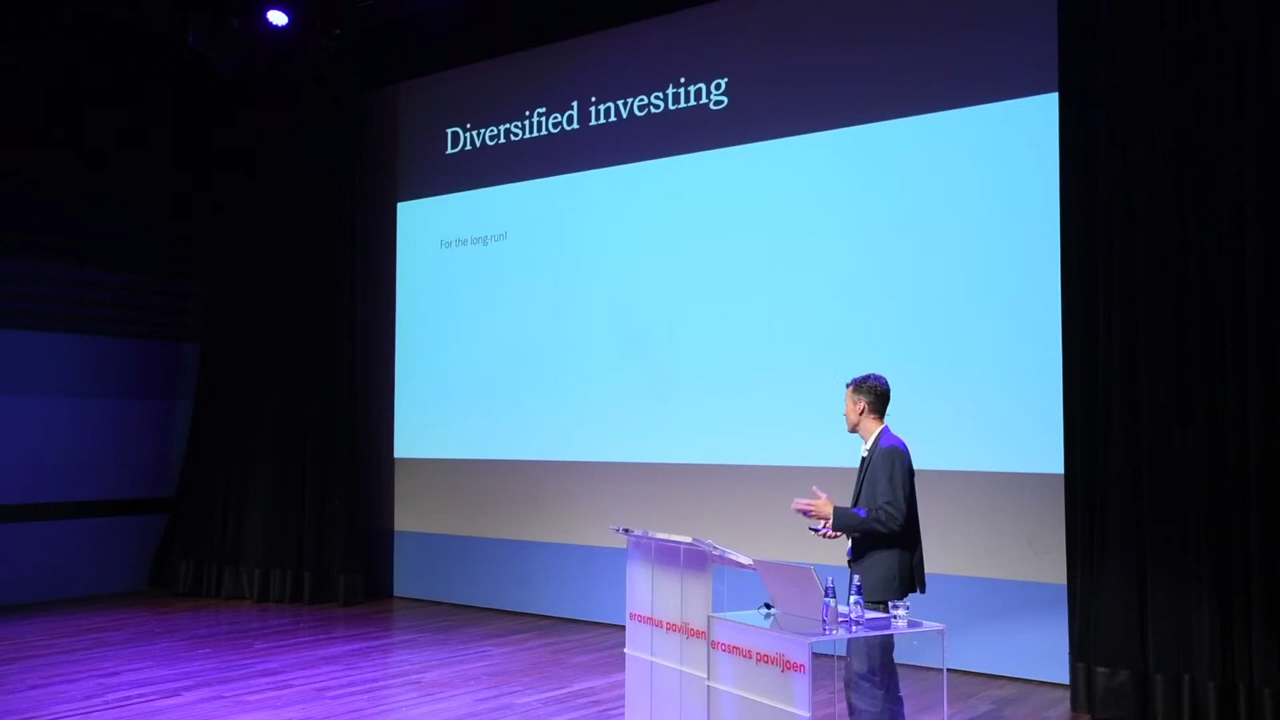 Diversified investing
For the long-run!
erasmus paviljoen
erasmus paviljoen